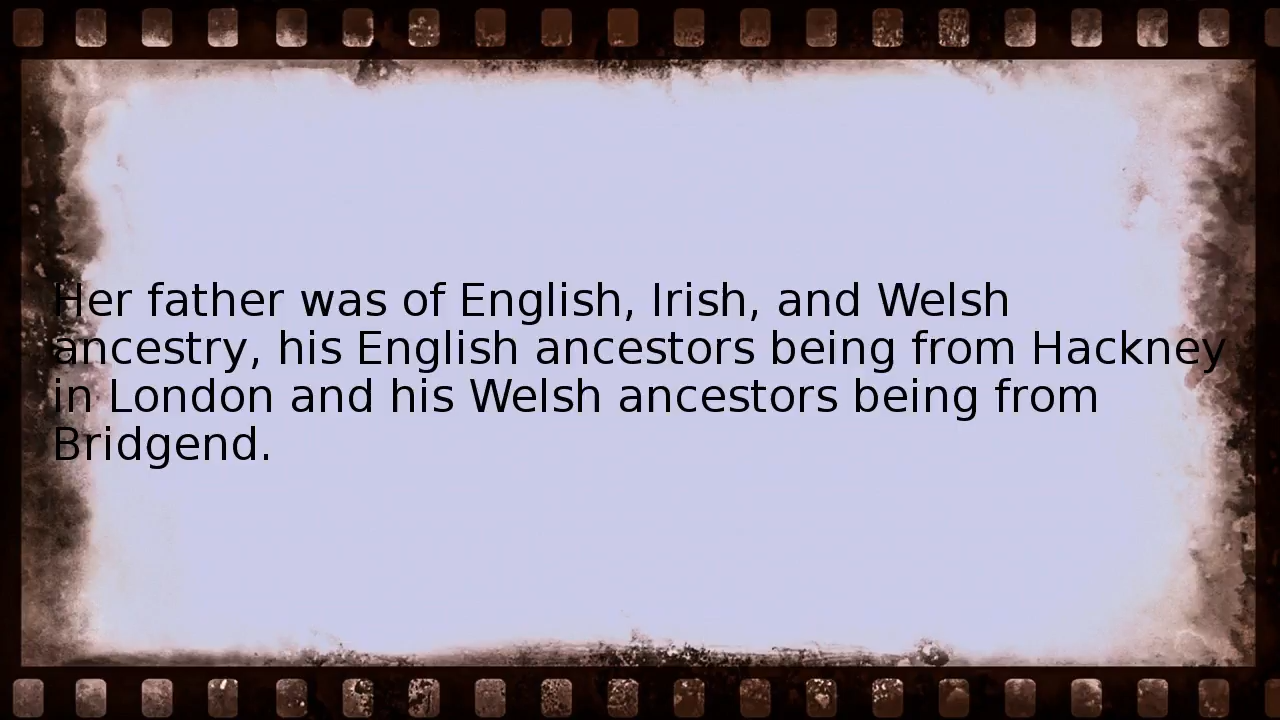 Her father was of English, Irish, and Welsh
ancestry, his English ancestors being from Hackney
in London and his Welsh ancestors being from
Bridgend.